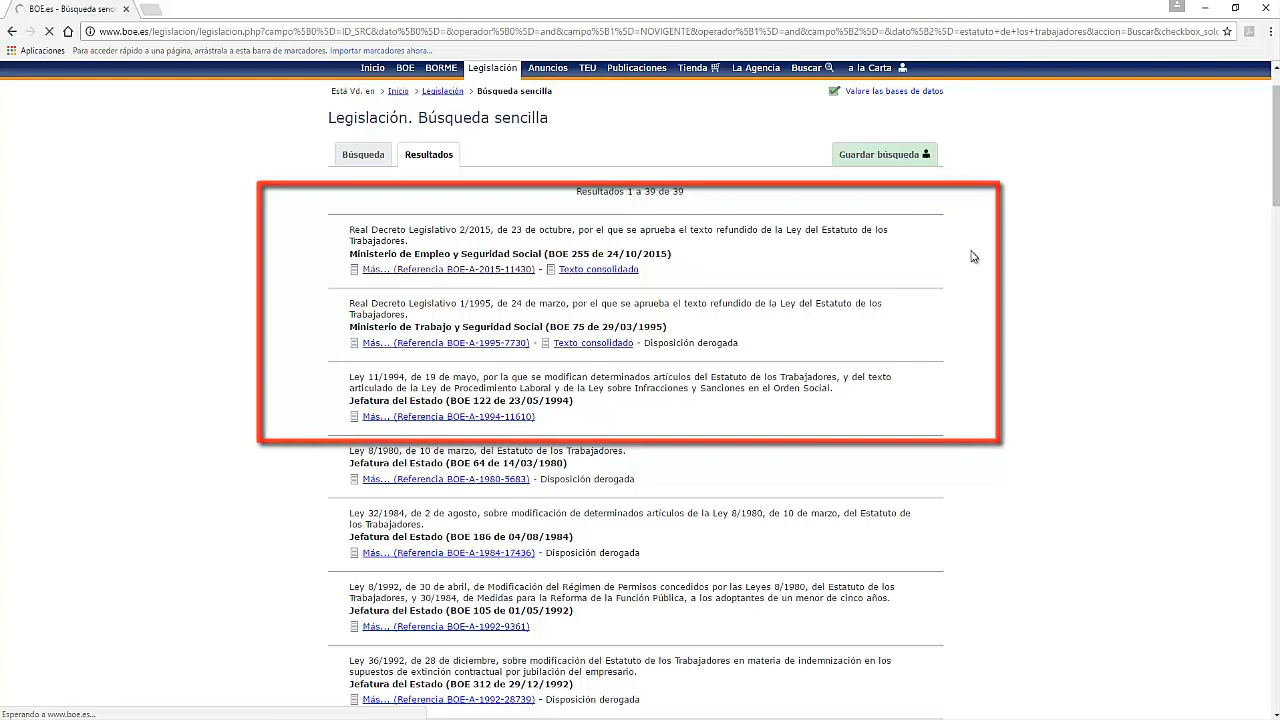 BOE.es - Búsqueda senci
www.boe.es/legislacion/legislacion.php?campo%5B0%5D=ID_SRC&dato%5B0%5D=&operador%5B0%5D=and&campo%5B1%5D=NOVIGENTE&operador%5B1%5D=and&campo%5B2%5D=&dato%5B2%5D=estatuto+de+los+trabajadores&accion=Buscar&checkbox_solo
Aplicaciones Para acceder rápido a una página, arrástrala a esta barra de marcadores. Importar marcadores ahora...
Inicio BOE BORME Legislación Anuncios TEU Publicaciones Tienda La Agencia Buscar a la Carta
Está Vd. en > Inicio > Legislación > Búsqueda sencilla Valore las bases de datos
Legislación. Búsqueda sencilla
Búsqueda Resultados Guardar búsqueda
Resultados 1 a 39 de 39
Real Decreto Legislativo 2/2015, de 23 de octubre, por el que se aprueba el texto refundido de la Ley del Estatuto de los
Trabajadores.
Ministerio de Empleo y Seguridad Social (BOE 255 de 24/10/2015)
Más... (Referencia BOE-A-2015-11430) - Texto consolidado
Real Decreto Legislativo 1/1995, de 24 de marzo, por el que se aprueba el texto refundido de la Ley del Estatuto de los
Trabajadores.
Ministerio de Trabajo y Seguridad Social (BOE 75 de 29/03/1995)
Más... (Referencia BOE-A-1995-7730) - Texto consolidado - Disposición derogada
Ley 11/1994, de 19 de mayo, por la que se modifican determinados artículos del Estatuto de los Trabajadores, y del texto
articulado de la Ley de Procedimiento Laboral y de la Ley sobre Infracciones y Sanciones en el Orden Social.
Jefatura del Estado (BOE 122 de 23/05/1994)
Más... (Referencia BOE-A-1994-11610)
Ley 8/1980, de 10 de marzo, del Estatuto de los Trabajadores.
Jefatura del Estado (BOE 64 de 14/03/1980)
Más... (Referencia BOE-A-1980-5683) - Disposición derogada
Ley 32/1984, de 2 de agosto, sobre modificación de determinados artículos de la Ley 8/1980, de 10 de marzo, del Estatuto de
los Trabajadores.
Jefatura del Estado (BOE 186 de 04/08/1984)
Más... (Referencia BOE-A-1984-17436) - Disposición derogada
Ley 8/1992, de 30 de abril, de Modificación del Régimen de Permisos concedidos por las Leyes 8/1980, del Estatuto de los
Trabajadores, y 30/1984, de Medidas para la Reforma de la Función Pública, a los adoptantes de un menor de cinco años.
Jefatura del Estado (BOE 105 de 01/05/1992)
Más... (Referencia BOE-A-1992-9361)
Ley 36/1992, de 28 de diciembre, sobre modificación del Estatuto de los Trabajadores en materia de indemnización en los
supuestos de extinción contractual por jubilación del empresario.
Jefatura del Estado (BOE 312 de 29/12/1992)
Más... (Referencia BOE-A-1992-28739) - Disposición derogada
Esperando a www.boe.es...